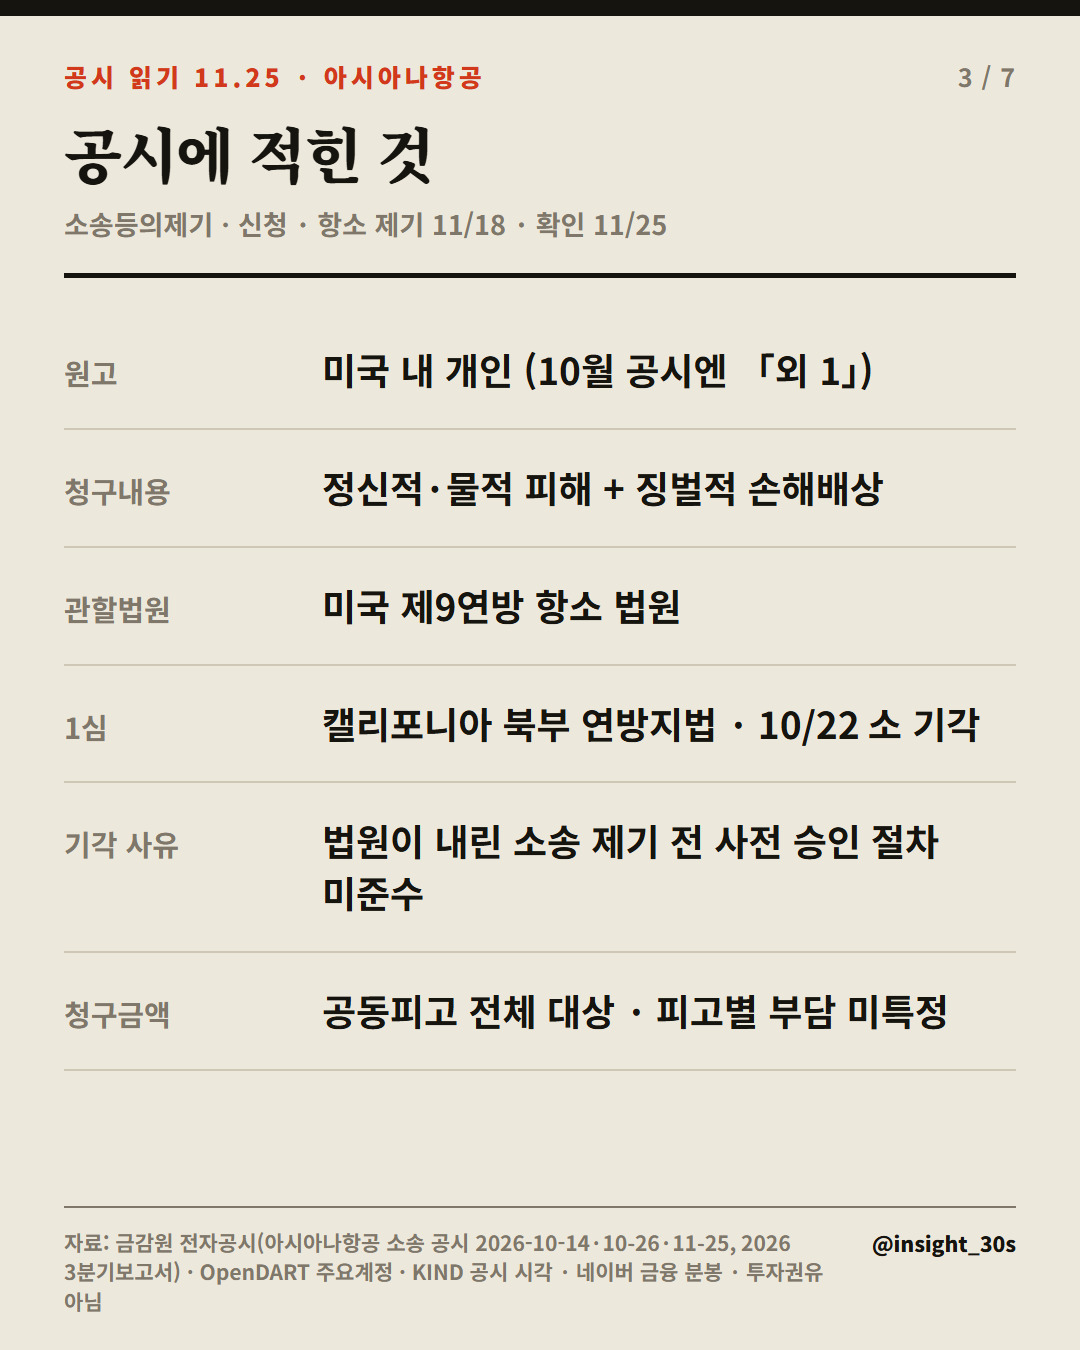 공시 읽기 11.25 · 아시아나항공
3 / 7
공시에 적힌 것
소송등의제기 · 신청 · 항소 제기 11/18 · 확인 11/25
원고
미국 내 개인 (10월 공시엔 「외 1」)
청구내용
정신적·물적 피해 + 징벌적 손해배상
관할법원
미국 제9연방 항소 법원
1심
캘리포니아 북부 연방지법 · 10/22 소 기각
기각 사유
법원이 내린 소송 제기 전 사전 승인 절차
미준수
청구금액
공동피고 전체 대상 · 피고별 부담 미특정
자료: 금감원 전자공시(아시아나항공 소송 공시 2026-10-14·10-26·11-25, 2026
3분기보고서) · OpenDART 주요계정 · KIND 공시 시각 · 네이버 금융 분봉 · 투자권유
아님
@insight_30s